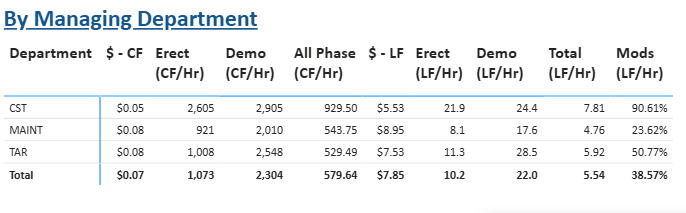 By Managing Department
Department $ - CF Erect Demo All Phase $ - LF Erect Demo Total Mods
(CF/Hr) (CF/Hr) (CF/Hr) (LF/Hr) (LF/Hr) (LF/Hr) (LF/Hr)
CST $0.05 2,605 2,905 929.50 $5.53 21.9 24.4 7.81 90.61%
MAINT $0.08 921 2,010 543.75 $8.95 8.1 17.6 4.76 23.62%
TAR $0.08 1,008 2,548 529.49 $7.53 11.3 28.5 5.92 50.77%
Total $0.07 1,073 2,304 579.64 $7.85 10.2 22.0 5.54 38.57%